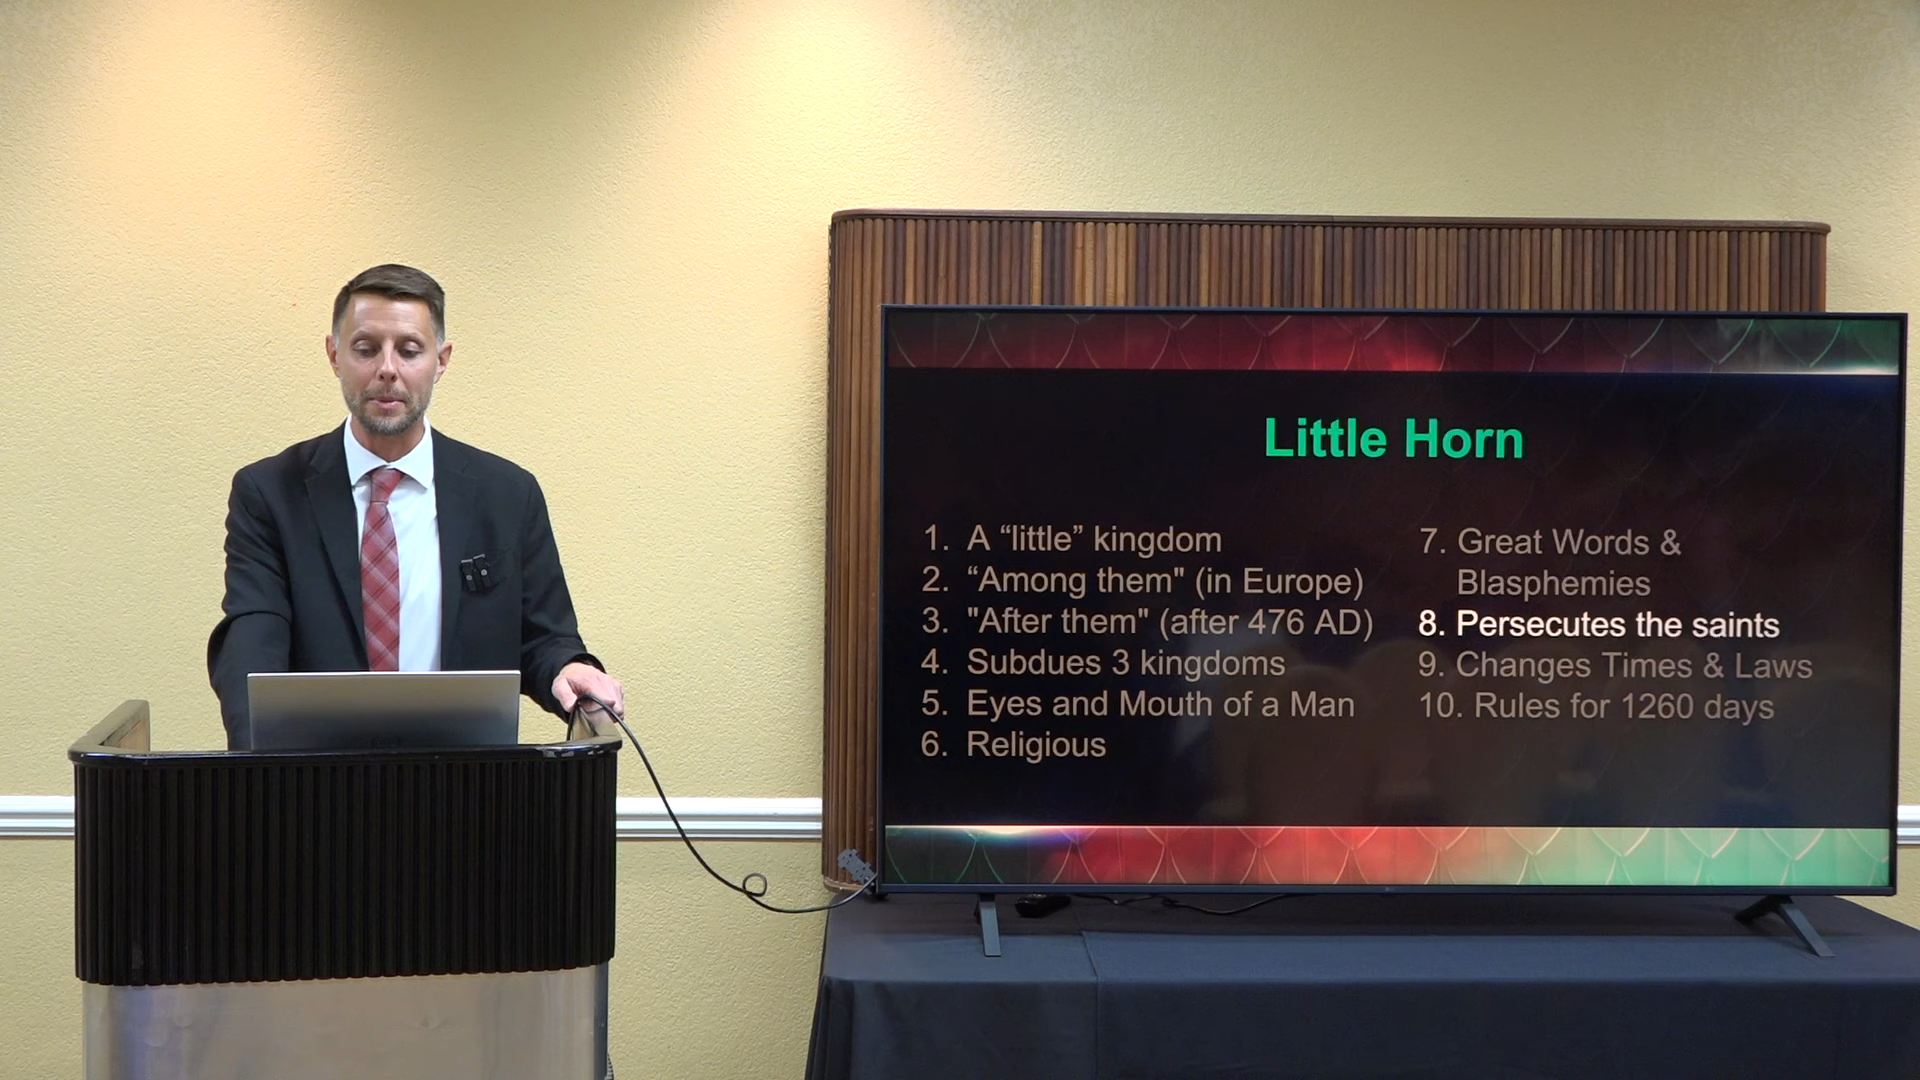 Little Horn
1. A “little” kingdom
2. “Among them" (in Europe)
3. "After them" (after 476 AD)
4. Subdues 3 kingdoms
5. Eyes and Mouth of a Man
6. Religious
7. Great Words &
Blasphemies
8. Persecutes the saints
9. Changes Times & Laws
10. Rules for 1260 days